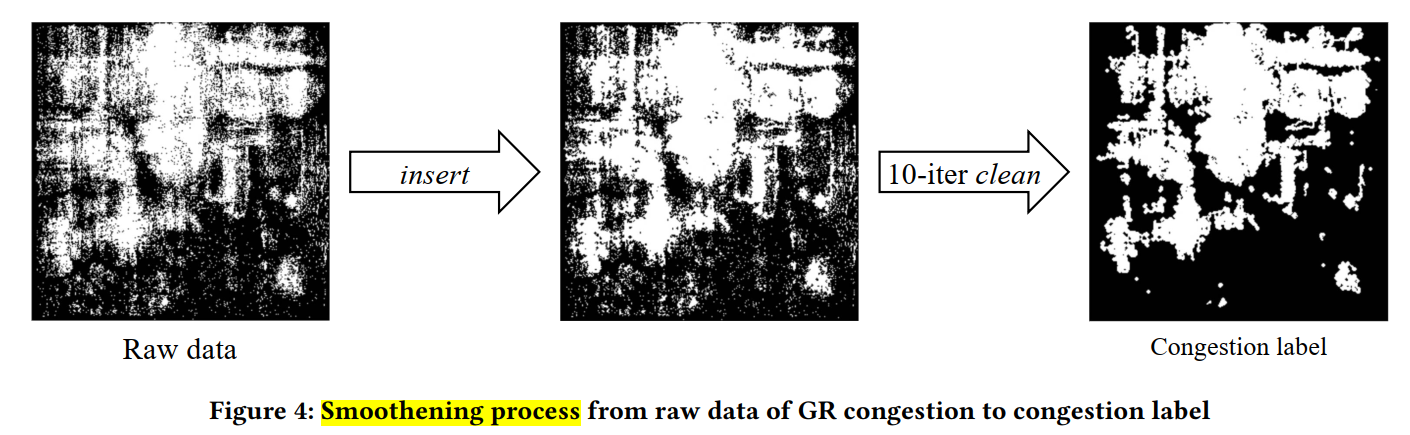 insert
10-iter clean
Raw data
Congestion label
Figure 4: Smoothening process from raw data of GR congestion to congestion label